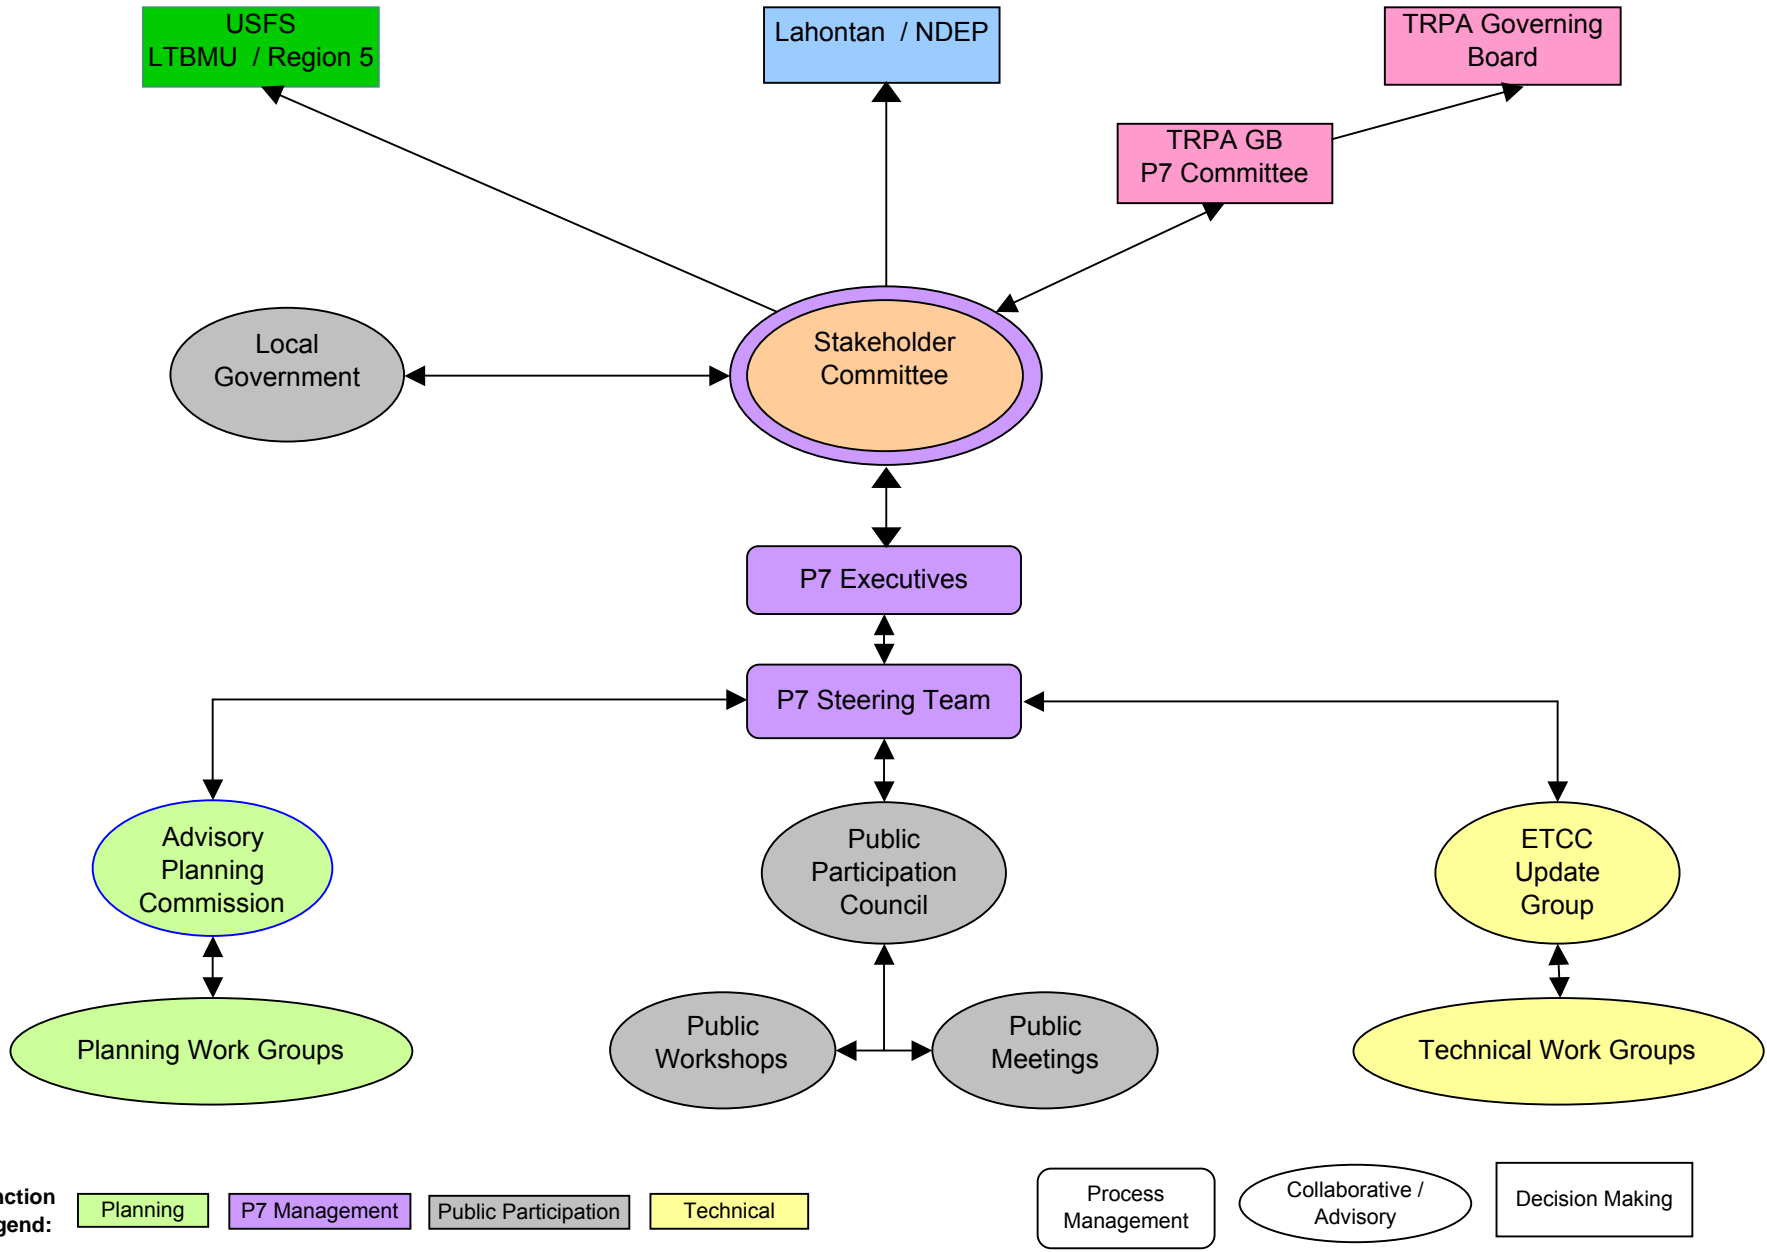 USFS
LTBMU / Region 5
Lahontan / NDEP
TRPA Governing
Board
TRPA GB
P7 Committee
Local
Government
Stakeholder
Committee
P7 Executives
P7 Steering Team
Advisory
Planning
Commission
Public
Participation
Council
ETCC
Update
Group
Planning Work Groups
Public
Workshops
Public
Meetings
Technical Work Groups
nction
gend:
Planning
P7 Management
Public Participation
Technical
Process
Management
Collaborative /
Advisory
Decision Making